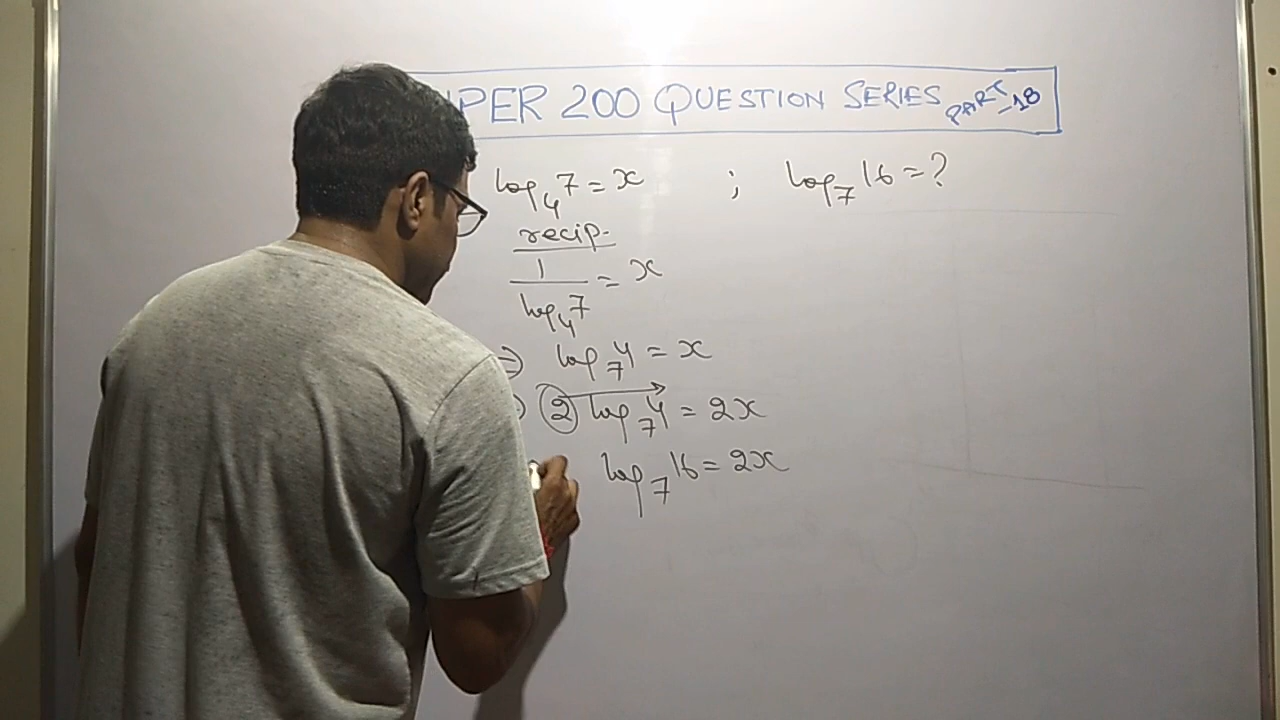 PER 200 QUESTION SERIES PART-18
log₄7 = x ; log₇16 = ?
recip.
1/log₄7 = x
⇒ log₇4 = x
2 log₇4 = 2x
log₇16 = 2x